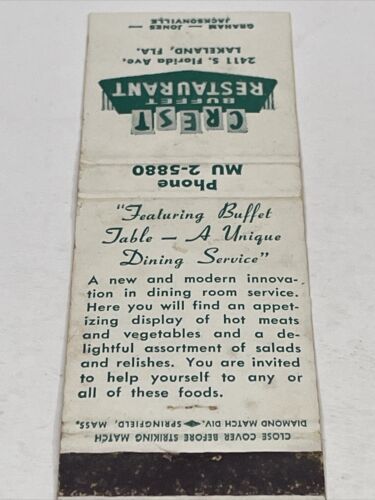 GRAHAM — JONES —
JACKSONVILLE
2411 S. Florida Ave.
LAKELAND, FLA.
CREST
BUFFET
RESTAURANT
Phone
MU 2-5880
"Featuring Buffet
Table — A Unique
Dining Service"
A new and modern innova-
tion in dining room service.
Here you will find an appet-
izing display of hot meats
and vegetables and a de-
lightful assortment of salads
and relishes. You are invited
to help yourself to any or
all of these foods.
CLOSE COVER BEFORE STRIKING MATCH
DIAMOND MATCH DIV. SPRINGFIELD, MASS.